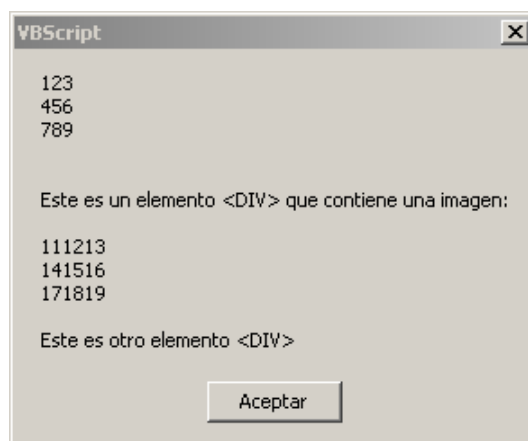 VBScript
123
456
789
Este es un elemento <DIV> que contiene una imagen:
111213
141516
171819
Este es otro elemento <DIV>
Aceptar